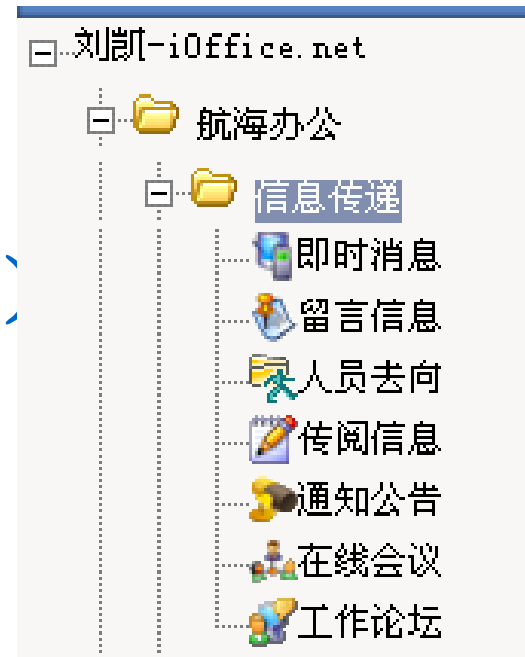 刘凯-iOffice.net
航海办公
信息传递
即时消息
留言信息
人员去向
传阅信息
通知公告
在线会议
工作论坛